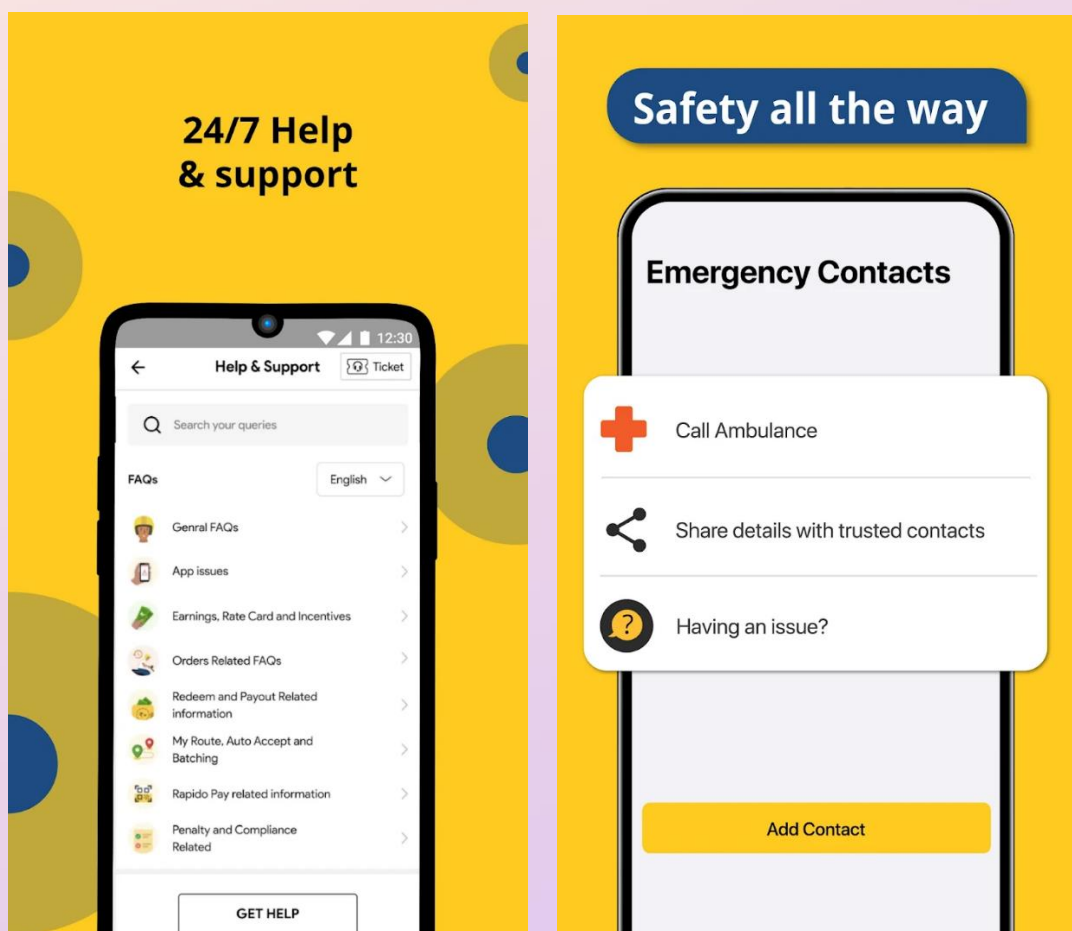 24/7 Help
& support
12:30
Help & Support
Ticket
Search your queries
FAQs
English
Genral FAQs
App issues
Earnings, Rate Card and Incentives
Orders Related FAQs
Redeem and Payout Related
information
My Route, Auto Accept and
Batching
Rapido Pay related information
Penalty and Compliance
Related
GET HELP
Safety all the way
Emergency Contacts
Call Ambulance
Share details with trusted contacts
?
Having an issue?
Add Contact